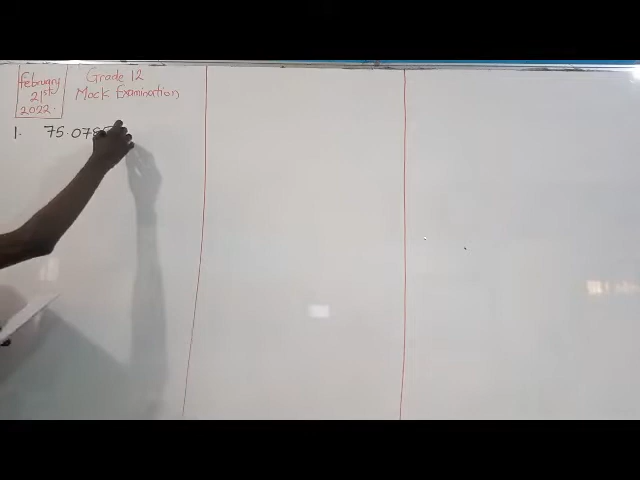 February
21st
2022.
Grade 12
Mock Examination
1. 75.078